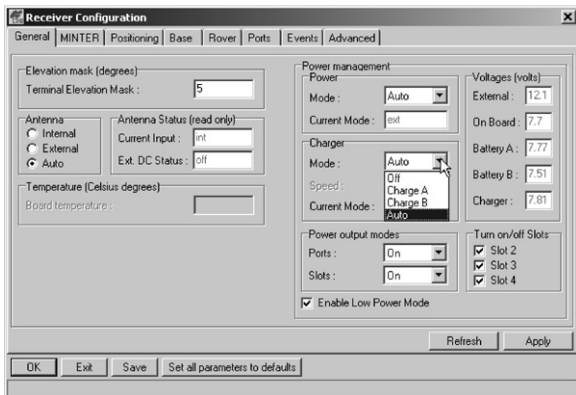 Receiver Configuration
General MINTER Positioning Base Rover Ports Events Advanced
Elevation mask (degrees)
Terminal Elevation Mask : 5
Antenna
Internal
External
Auto
Antenna Status (read only)
Current Input : int
Ext. DC Status : off
Temperature (Celsius degrees)
Board temperature :
Power management
Power
Mode : Auto
Current Mode : ext
Charger
Mode : Auto
Off
Charge A
Charge B
Auto
Speed :
Current Mode :
Voltages (volts)
External : 12.1
On Board : 7.7
Battery A : 7.77
Battery B : 7.51
Charger : 7.81
Power output modes
Ports : On
Slots : On
Turn on/off Slots
Slot 2
Slot 3
Slot 4
Enable Low Power Mode
Refresh Apply
OK Exit Save Set all parameters to defaults